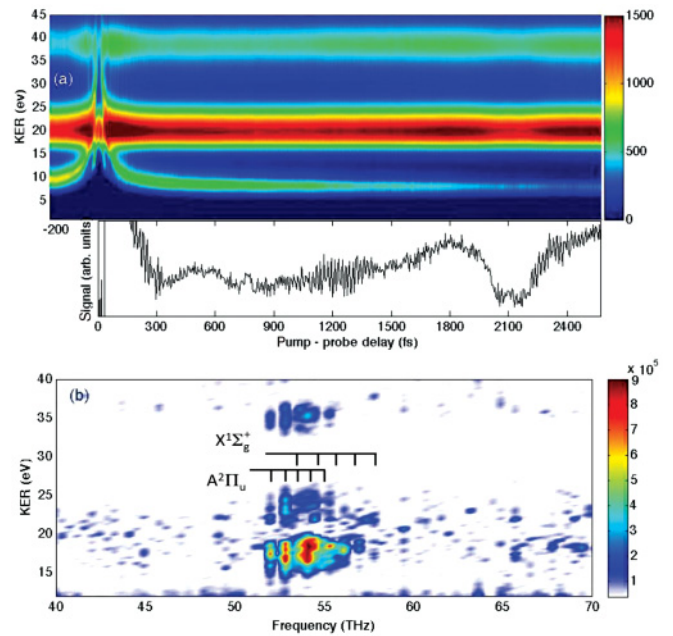 45
40
35
30
25
20
15
10
5
KER (ev)
(a)
1500
1000
500
0
-200
Signal (arb. units)
0 300 600 900 1200 1500 1800 2100 2400
Pump - probe delay (fs)
(b)
40
35
30
25
20
15
KER (eV)
X¹Σg⁺
A²Πu
x 10⁵
9
8
7
6
5
4
3
2
1
40 45 50 55 60 65 70
Frequency (THz)